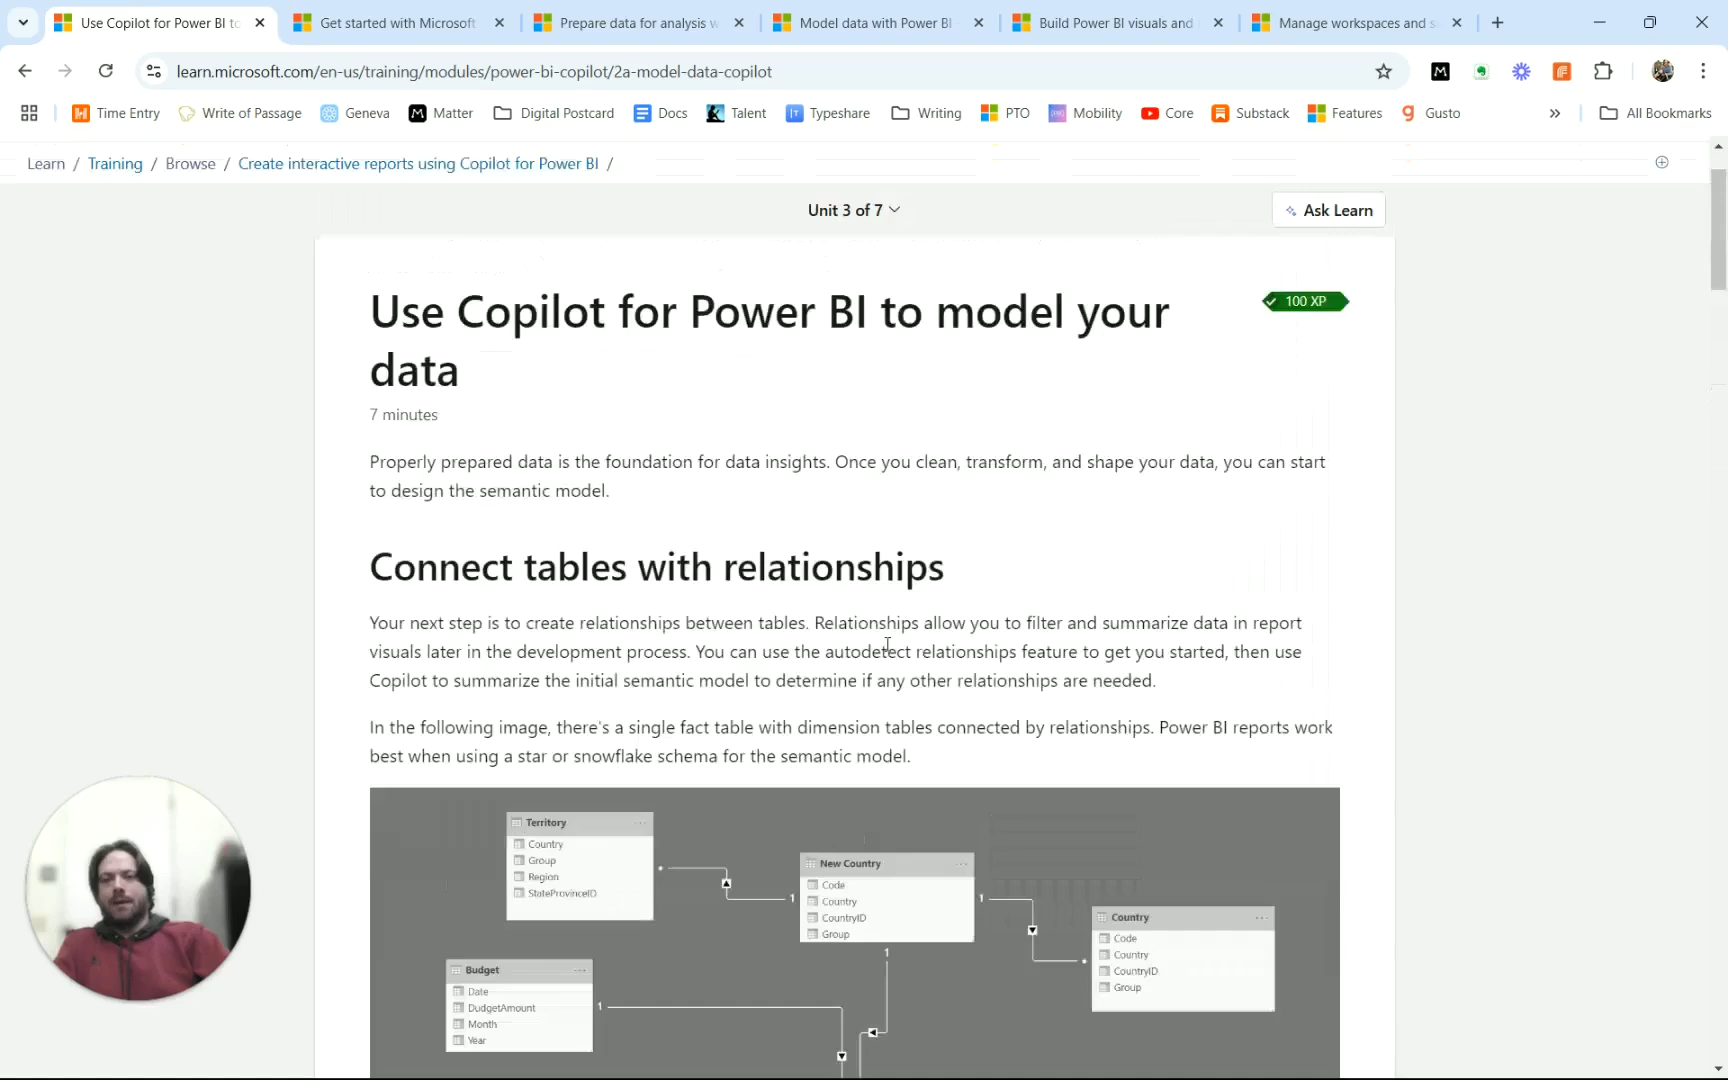 Use Copilot for Power BI to
Get started with Microsoft
Prepare data for analysis w
Model data with Power BI
Build Power BI visuals and
Manage workspaces and s
learn.microsoft.com/en-us/training/modules/power-bi-copilot/2a-model-data-copilot
Time Entry
Write of Passage
Geneva
Matter
Digital Postcard
Docs
Talent
Typeshare
Writing
PTO
Mobility
Core
Substack
Features
Gusto
All Bookmarks
Learn / Training / Browse / Create interactive reports using Copilot for Power BI /
Unit 3 of 7
Ask Learn
Use Copilot for Power BI to model your
data
100 XP
7 minutes
Properly prepared data is the foundation for data insights. Once you clean, transform, and shape your data, you can start
to design the semantic model.
Connect tables with relationships
Your next step is to create relationships between tables. Relationships allow you to filter and summarize data in report
visuals later in the development process. You can use the autodetect relationships feature to get you started, then use
Copilot to summarize the initial semantic model to determine if any other relationships are needed.
In the following image, there's a single fact table with dimension tables connected by relationships. Power BI reports work
best when using a star or snowflake schema for the semantic model.
Territory
Country
Group
Region
StateProvinceID
1
New Country
Code
Country
CountryID
Group
1
1
Country
Code
Country
CountryID
Group
Budget
Date
DudgetAmount
Month
Year
1